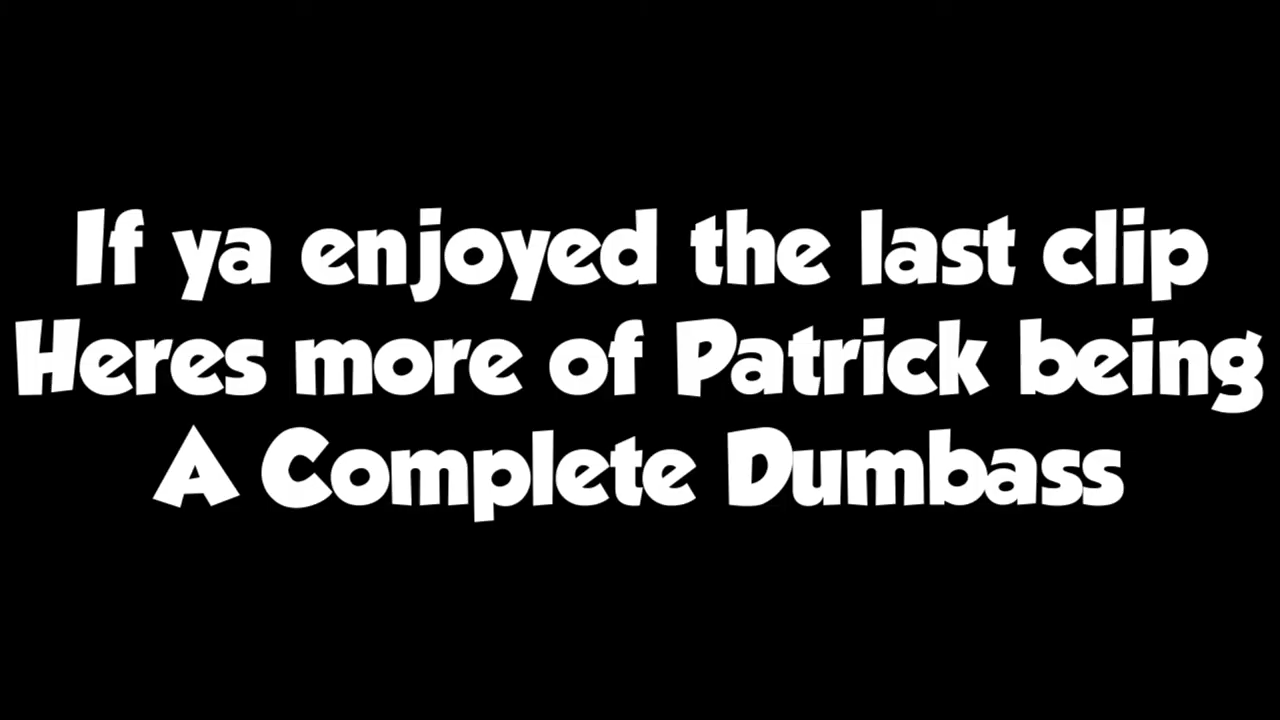 If ya enjoyed the last clip
Heres more of Patrick being
A Complete Dumbass